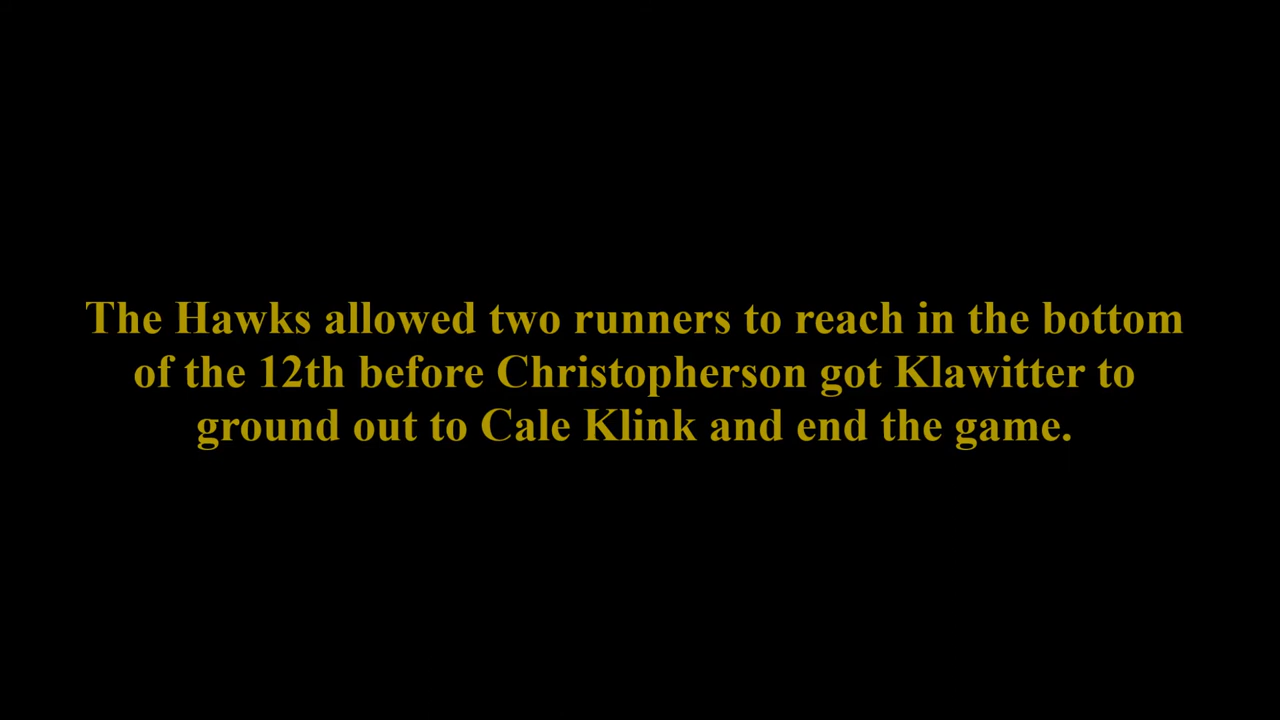 The Hawks allowed two runners to reach in the bottom
of the 12th before Christopherson got Klawitter to
ground out to Cale Klink and end the game.